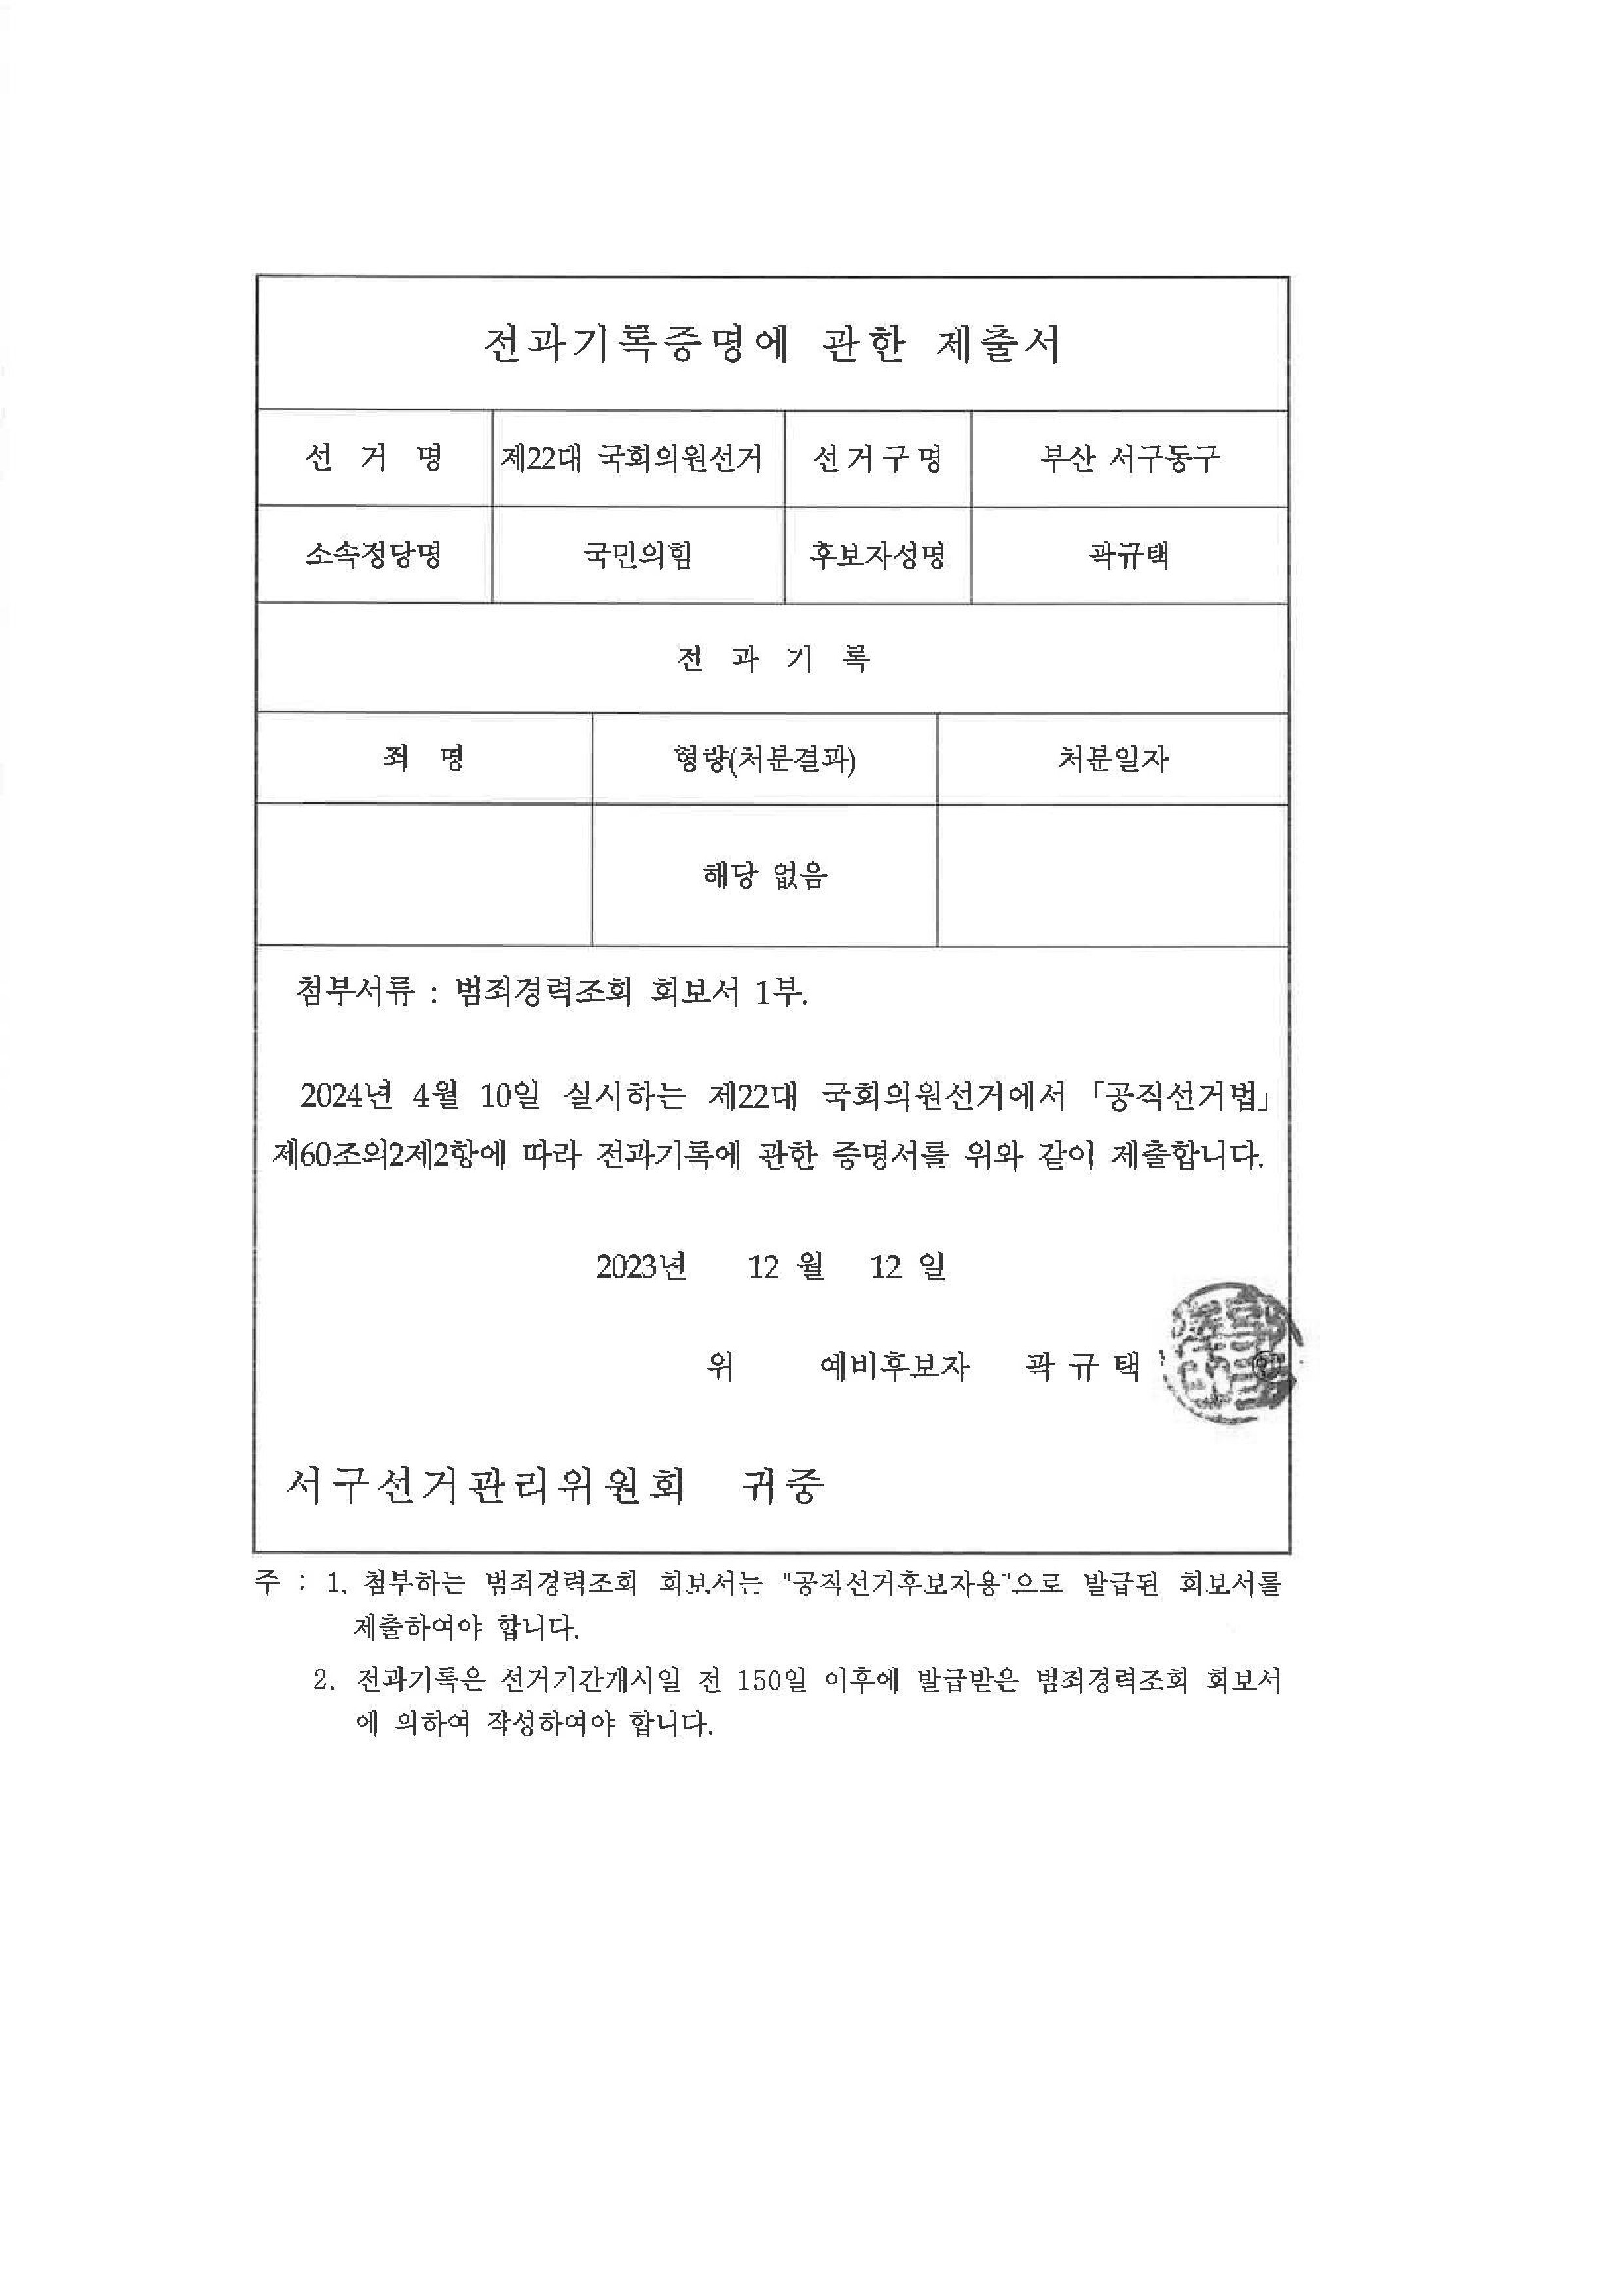 전과기록증명에 관한 제출서
선 거 명 제22대 국회의원선거 선거구명 부산 서구동구
소속정당명 국민의힘 후보자성명 곽규택
전 과 기 록
죄 명 형량(처분결과) 처분일자
해당 없음
첨부서류 : 범죄경력조회 회보서 1부.
2024년 4월 10일 실시하는 제22대 국회의원선거에서 「공직선거법」
제60조의2제2항에 따라 전과기록에 관한 증명서를 위와 같이 제출합니다.
2023년 12 월 12 일
위 예비후보자 곽 규 택
서구선거관리위원회 귀중
주 : 1. 첨부하는 범죄경력조회 회보서는 "공직선거후보자용"으로 발급된 회보서를
제출하여야 합니다.
2. 전과기록은 선거기간개시일 전 150일 이후에 발급받은 범죄경력조회 회보서
에 의하여 작성하여야 합니다.